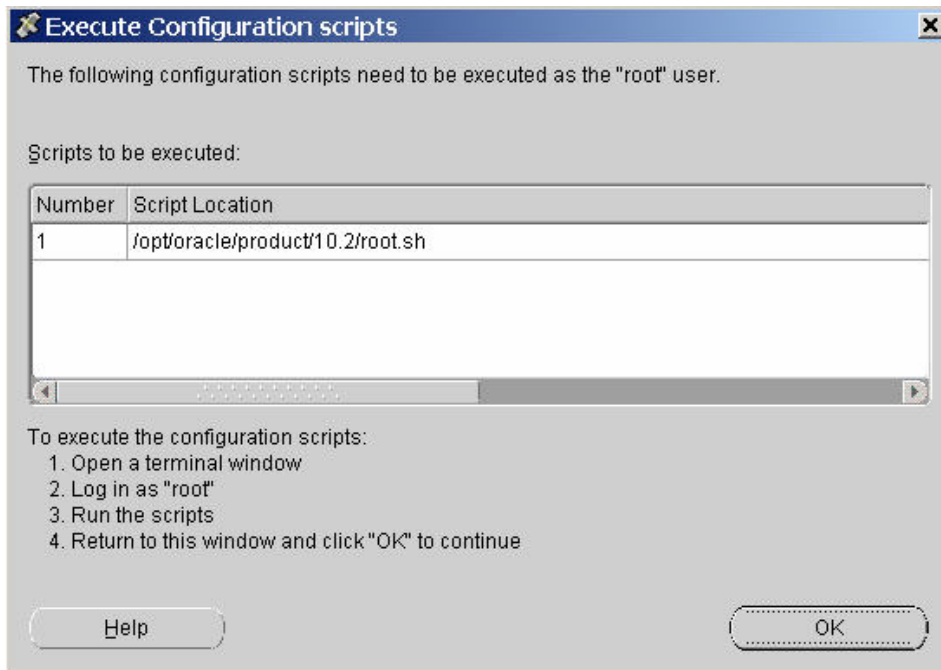 Execute Configuration scripts
The following configuration scripts need to be executed as the "root" user.
Scripts to be executed:
Number Script Location
1 /opt/oracle/product/10.2/root.sh
To execute the configuration scripts:
1. Open a terminal window
2. Log in as "root"
3. Run the scripts
4. Return to this window and click "OK" to continue
Help OK